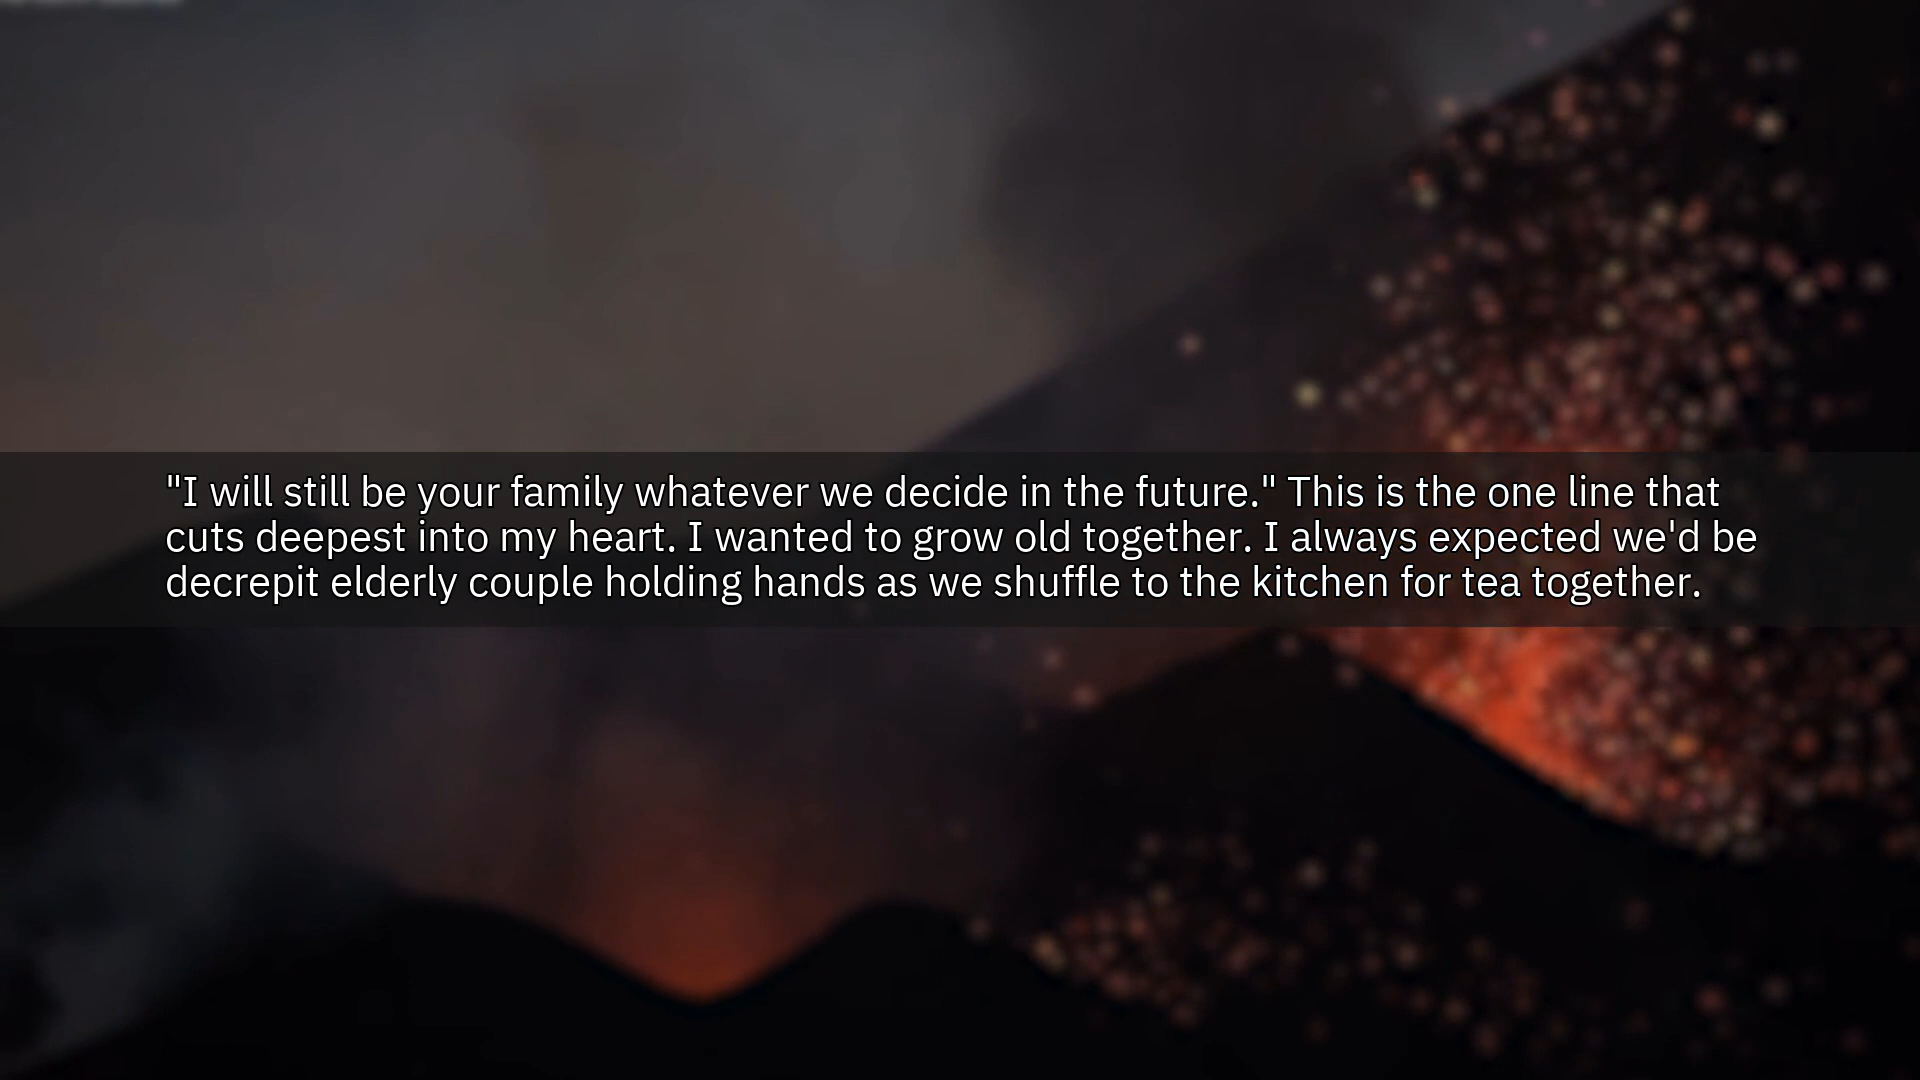 "I will still be your family whatever we decide in the future." This is the one line that
cuts deepest into my heart. I wanted to grow old together. I always expected we'd be
decrepit elderly couple holding hands as we shuffle to the kitchen for tea together.